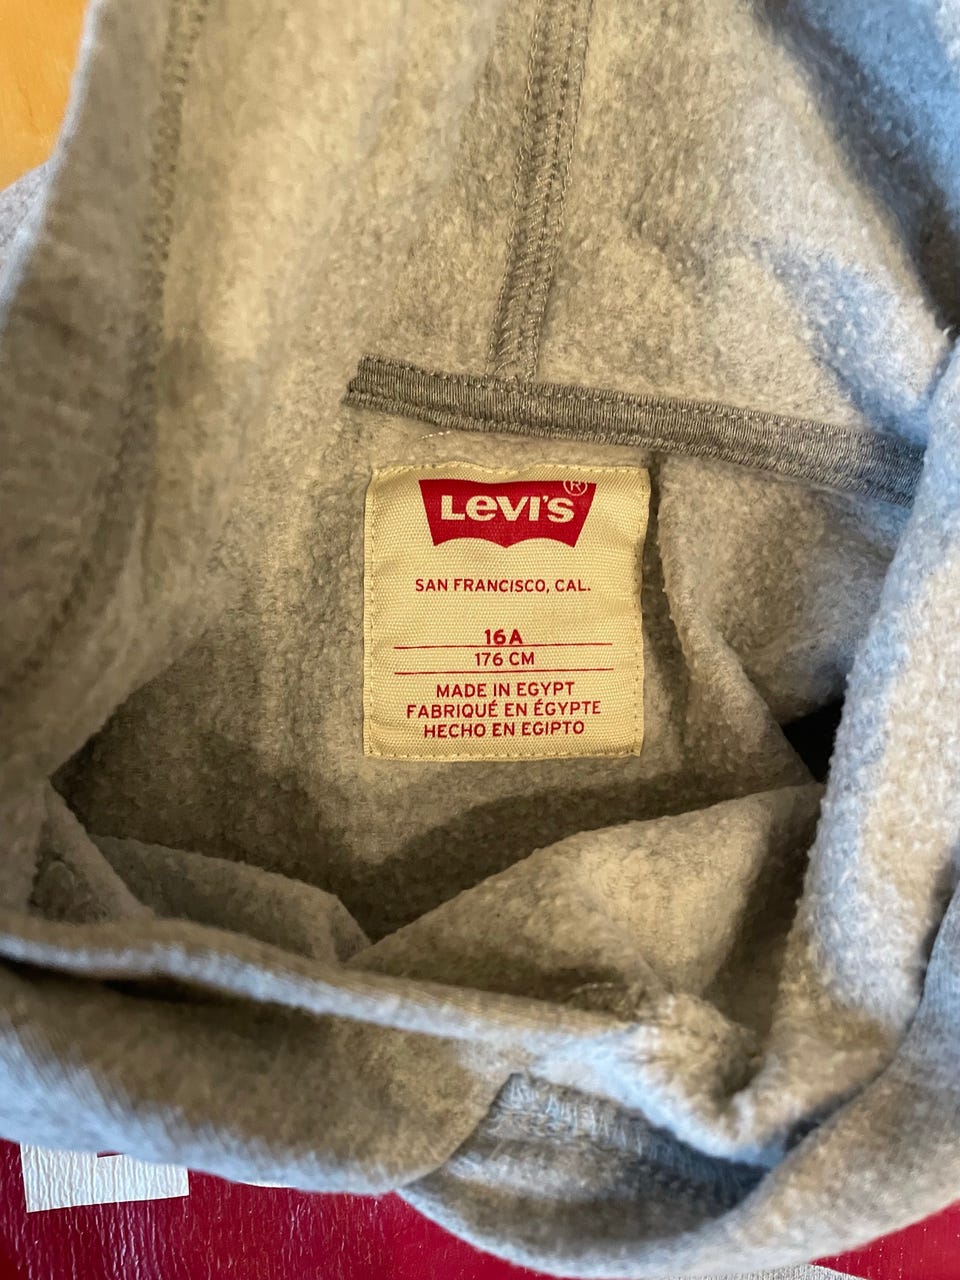 LEVI'S®
SAN FRANCISCO, CAL.
16A
176 CM
MADE IN EGYPT
FABRIQUÉ EN ÉGYPTE
HECHO EN EGIPTO